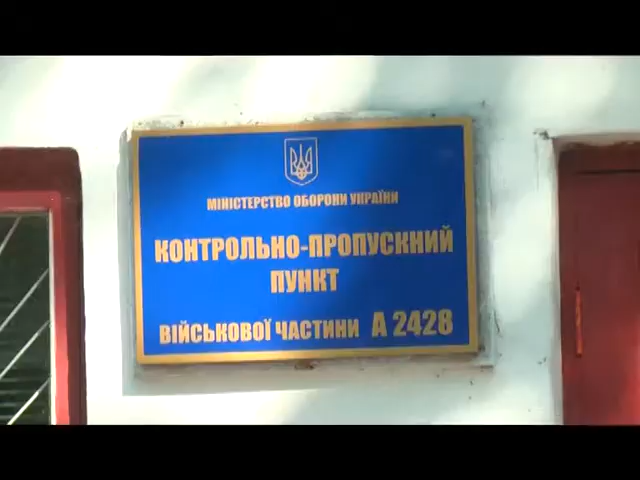 МІНІСТЕРСТВО ОБОРОНИ УКРАЇНИ
КОНТРОЛЬНО-ПРОПУСКНИЙ
ПУНКТ
ВІЙСЬКОВОЇ ЧАСТИНИ А 2428